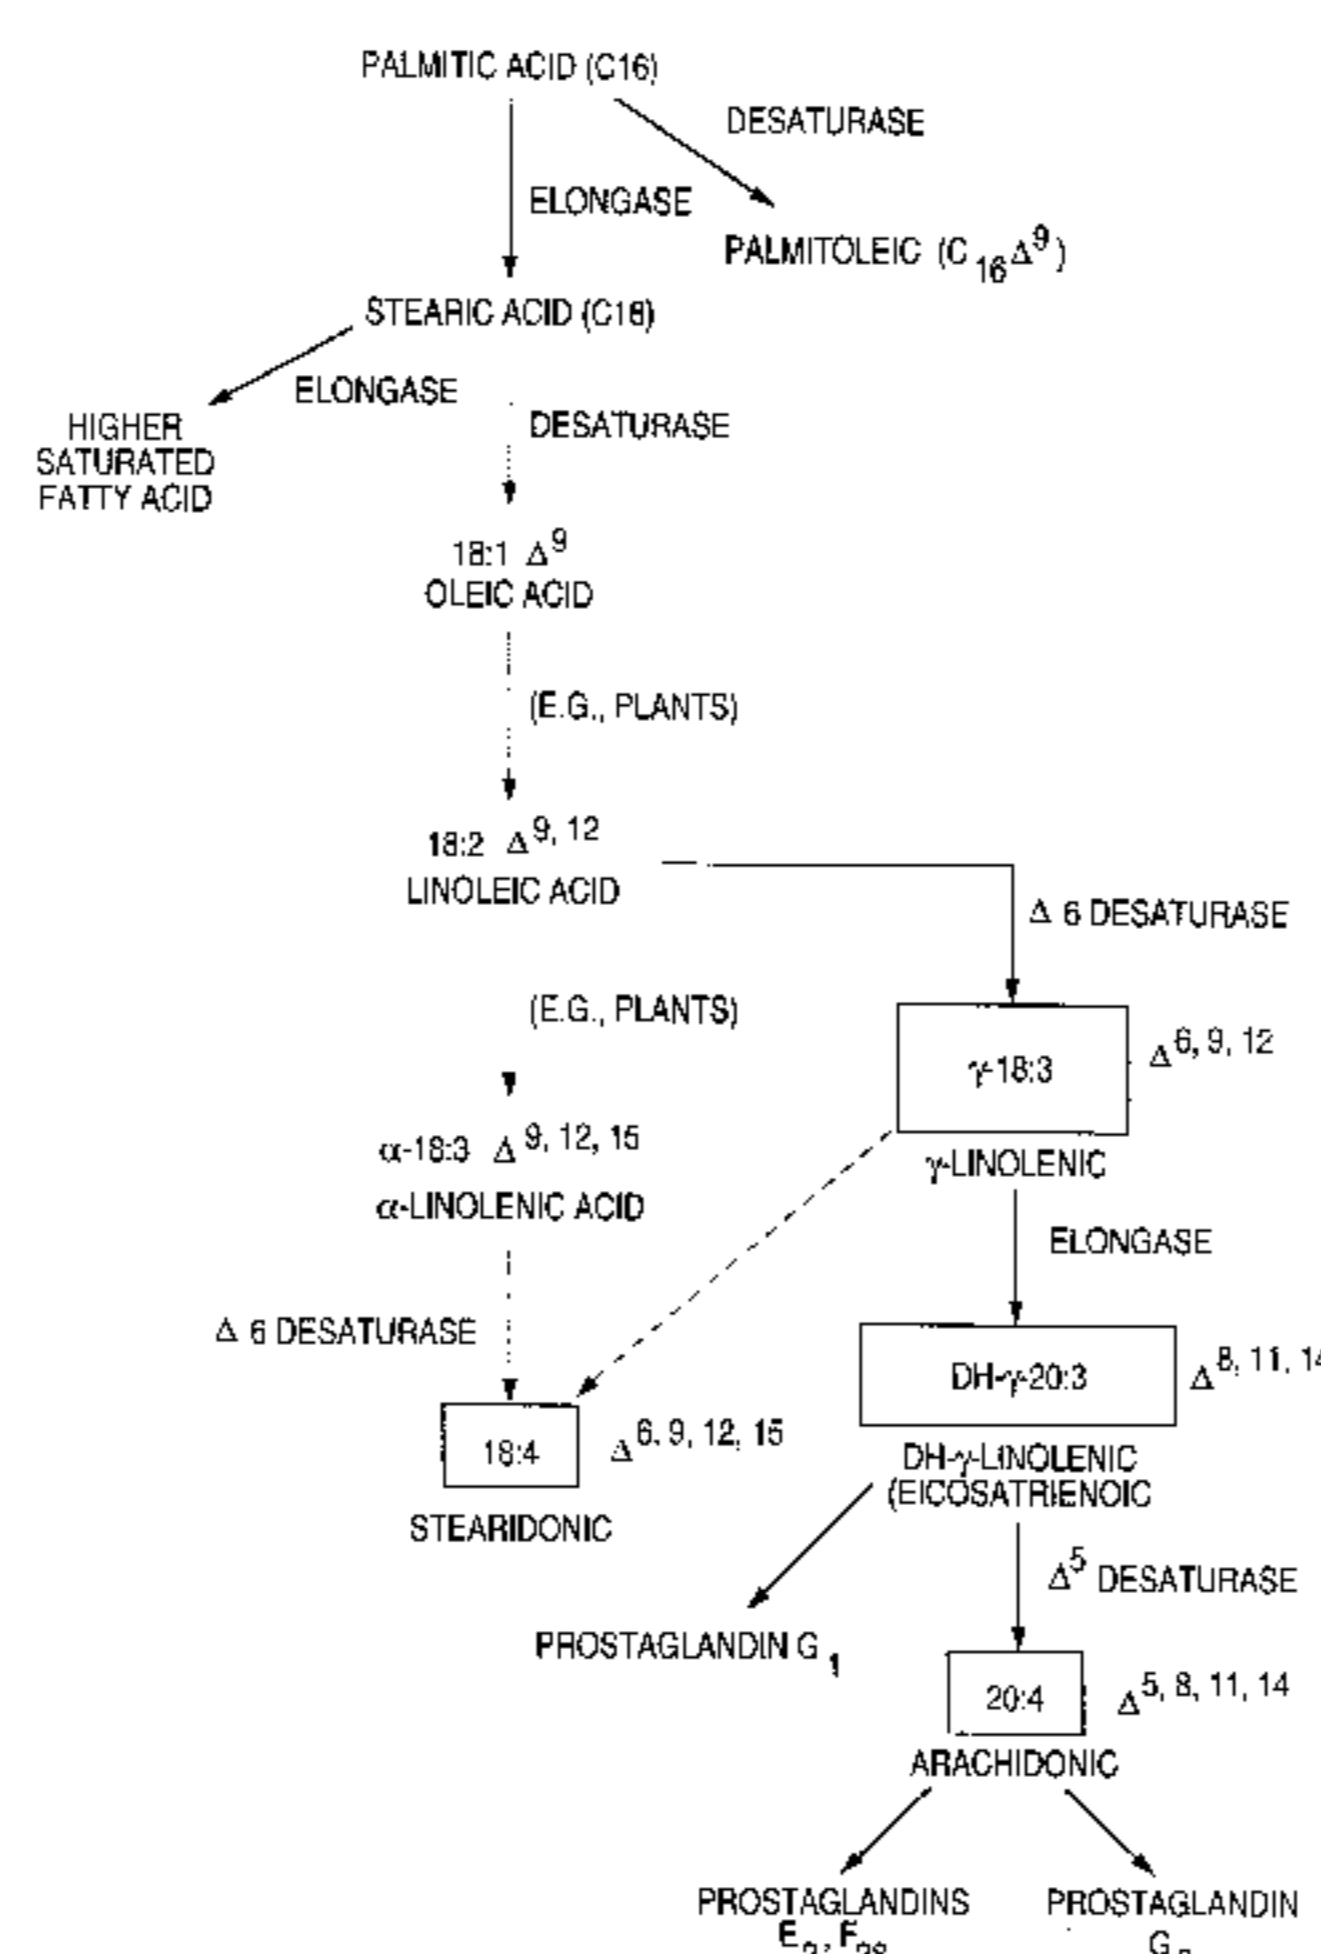 PALMITIC ACID (C16)
DESATURASE
ELONGASE
PALMITOLEIC (C16Δ9)
STEARIC ACID (C18)
ELONGASE
DESATURASE
HIGHER
SATURATED
FATTY ACID
18:1 Δ9
OLEIC ACID
(E.G., PLANTS)
18:2 Δ9, 12
LINOLEIC ACID
Δ 6 DESATURASE
(E.G., PLANTS)
γ-18:3 Δ6, 9, 12
γ-LINOLENIC
α-18:3 Δ9, 12, 15
α-LINOLENIC ACID
ELONGASE
Δ 6 DESATURASE
DH-γ-20:3 Δ8, 11, 14
18:4 Δ6, 9, 12, 15
DH-γ-LINOLENIC
(EICOSATRIENOIC
STEARIDONIC
Δ5 DESATURASE
PROSTAGLANDIN G1
20:4 Δ5, 8, 11, 14
ARACHIDONIC
PROSTAGLANDINS
PROSTAGLANDIN